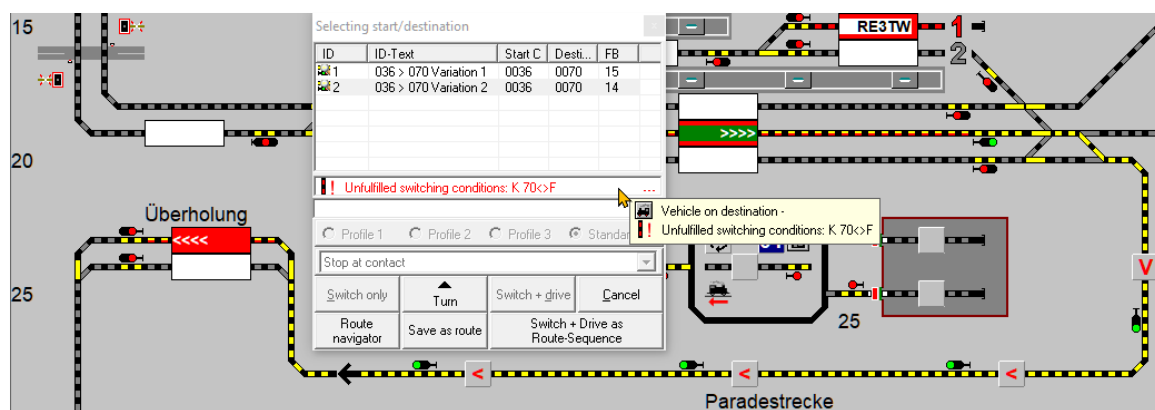 15
20
25
Überholung
<<<<
Selecting start/destination
ID ID-Text Start C Desti... FB
1 036 > 070 Variation 1 0036 0070 15
2 036 > 070 Variation 2 0036 0070 14
! Unfulfilled switching conditions: K 70<>F ...
Profile 1 Profile 2 Profile 3 Standar
Stop at contact
Switch only Turn Switch + drive Cancel
Route navigator Save as route Switch + Drive as Route-Sequence
Vehicle on destination -
! Unfulfilled switching conditions: K 70<>F
RE3TW 1
2
>>>>
25
V
< < <
Paradestrecke